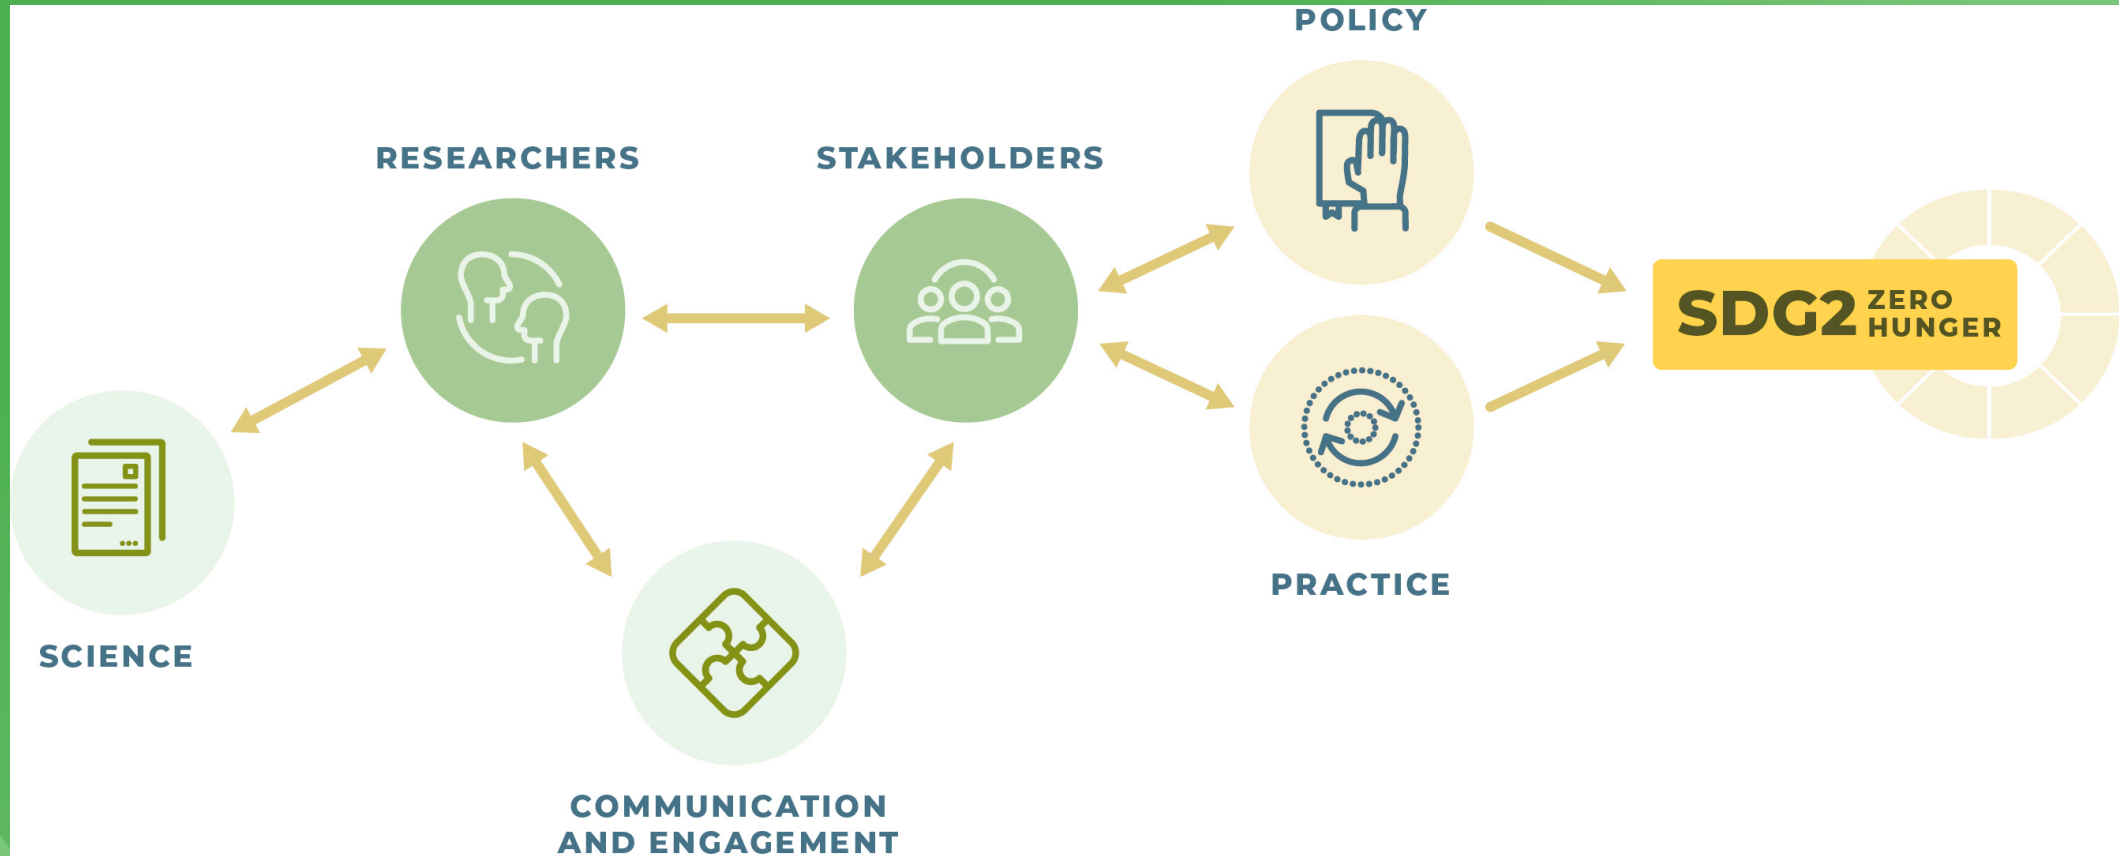 POLICY
RESEARCHERS
STAKEHOLDERS
SDG2 ZERO
HUNGER
PRACTICE
SCIENCE
COMMUNICATION
AND ENGAGEMENT